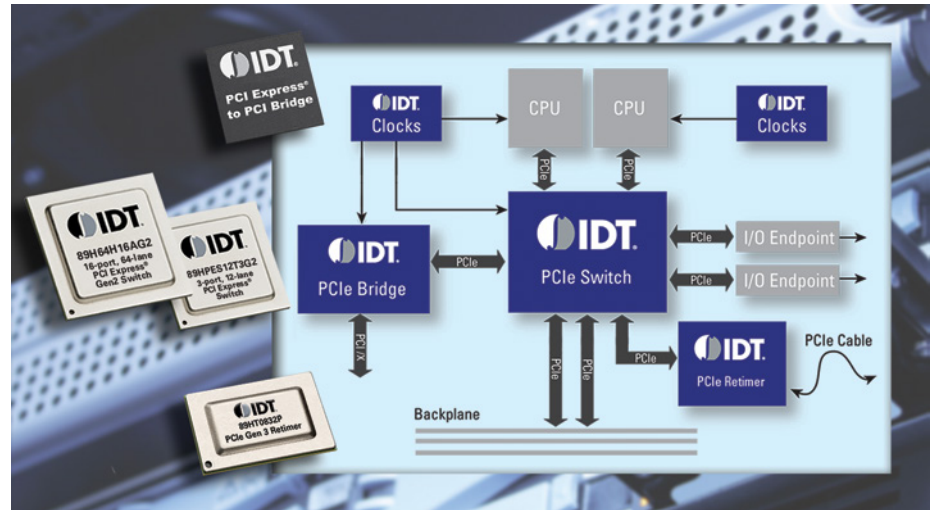 IDT.
PCI Express®
to PCI Bridge
IDT.
Clocks
CPU
CPU
IDT.
Clocks
PCIe
PCIe
IDT.
89H64H16AG2
16-port, 64-lane
PCI Express®
Gen2 Switch
IDT.
89HPES12T3G2
3-port, 12-lane
PCI Express®
Switch
IDT.
PCIe Bridge
PCIe
IDT.
PCIe Switch
PCIe
I/O Endpoint
PCIe
I/O Endpoint
PCI/X
PCIe
PCIe
PCIe
IDT.
PCIe Retimer
PCIe Cable
IDT.
89HT0832P
PCIe Gen 3 Retimer
Backplane